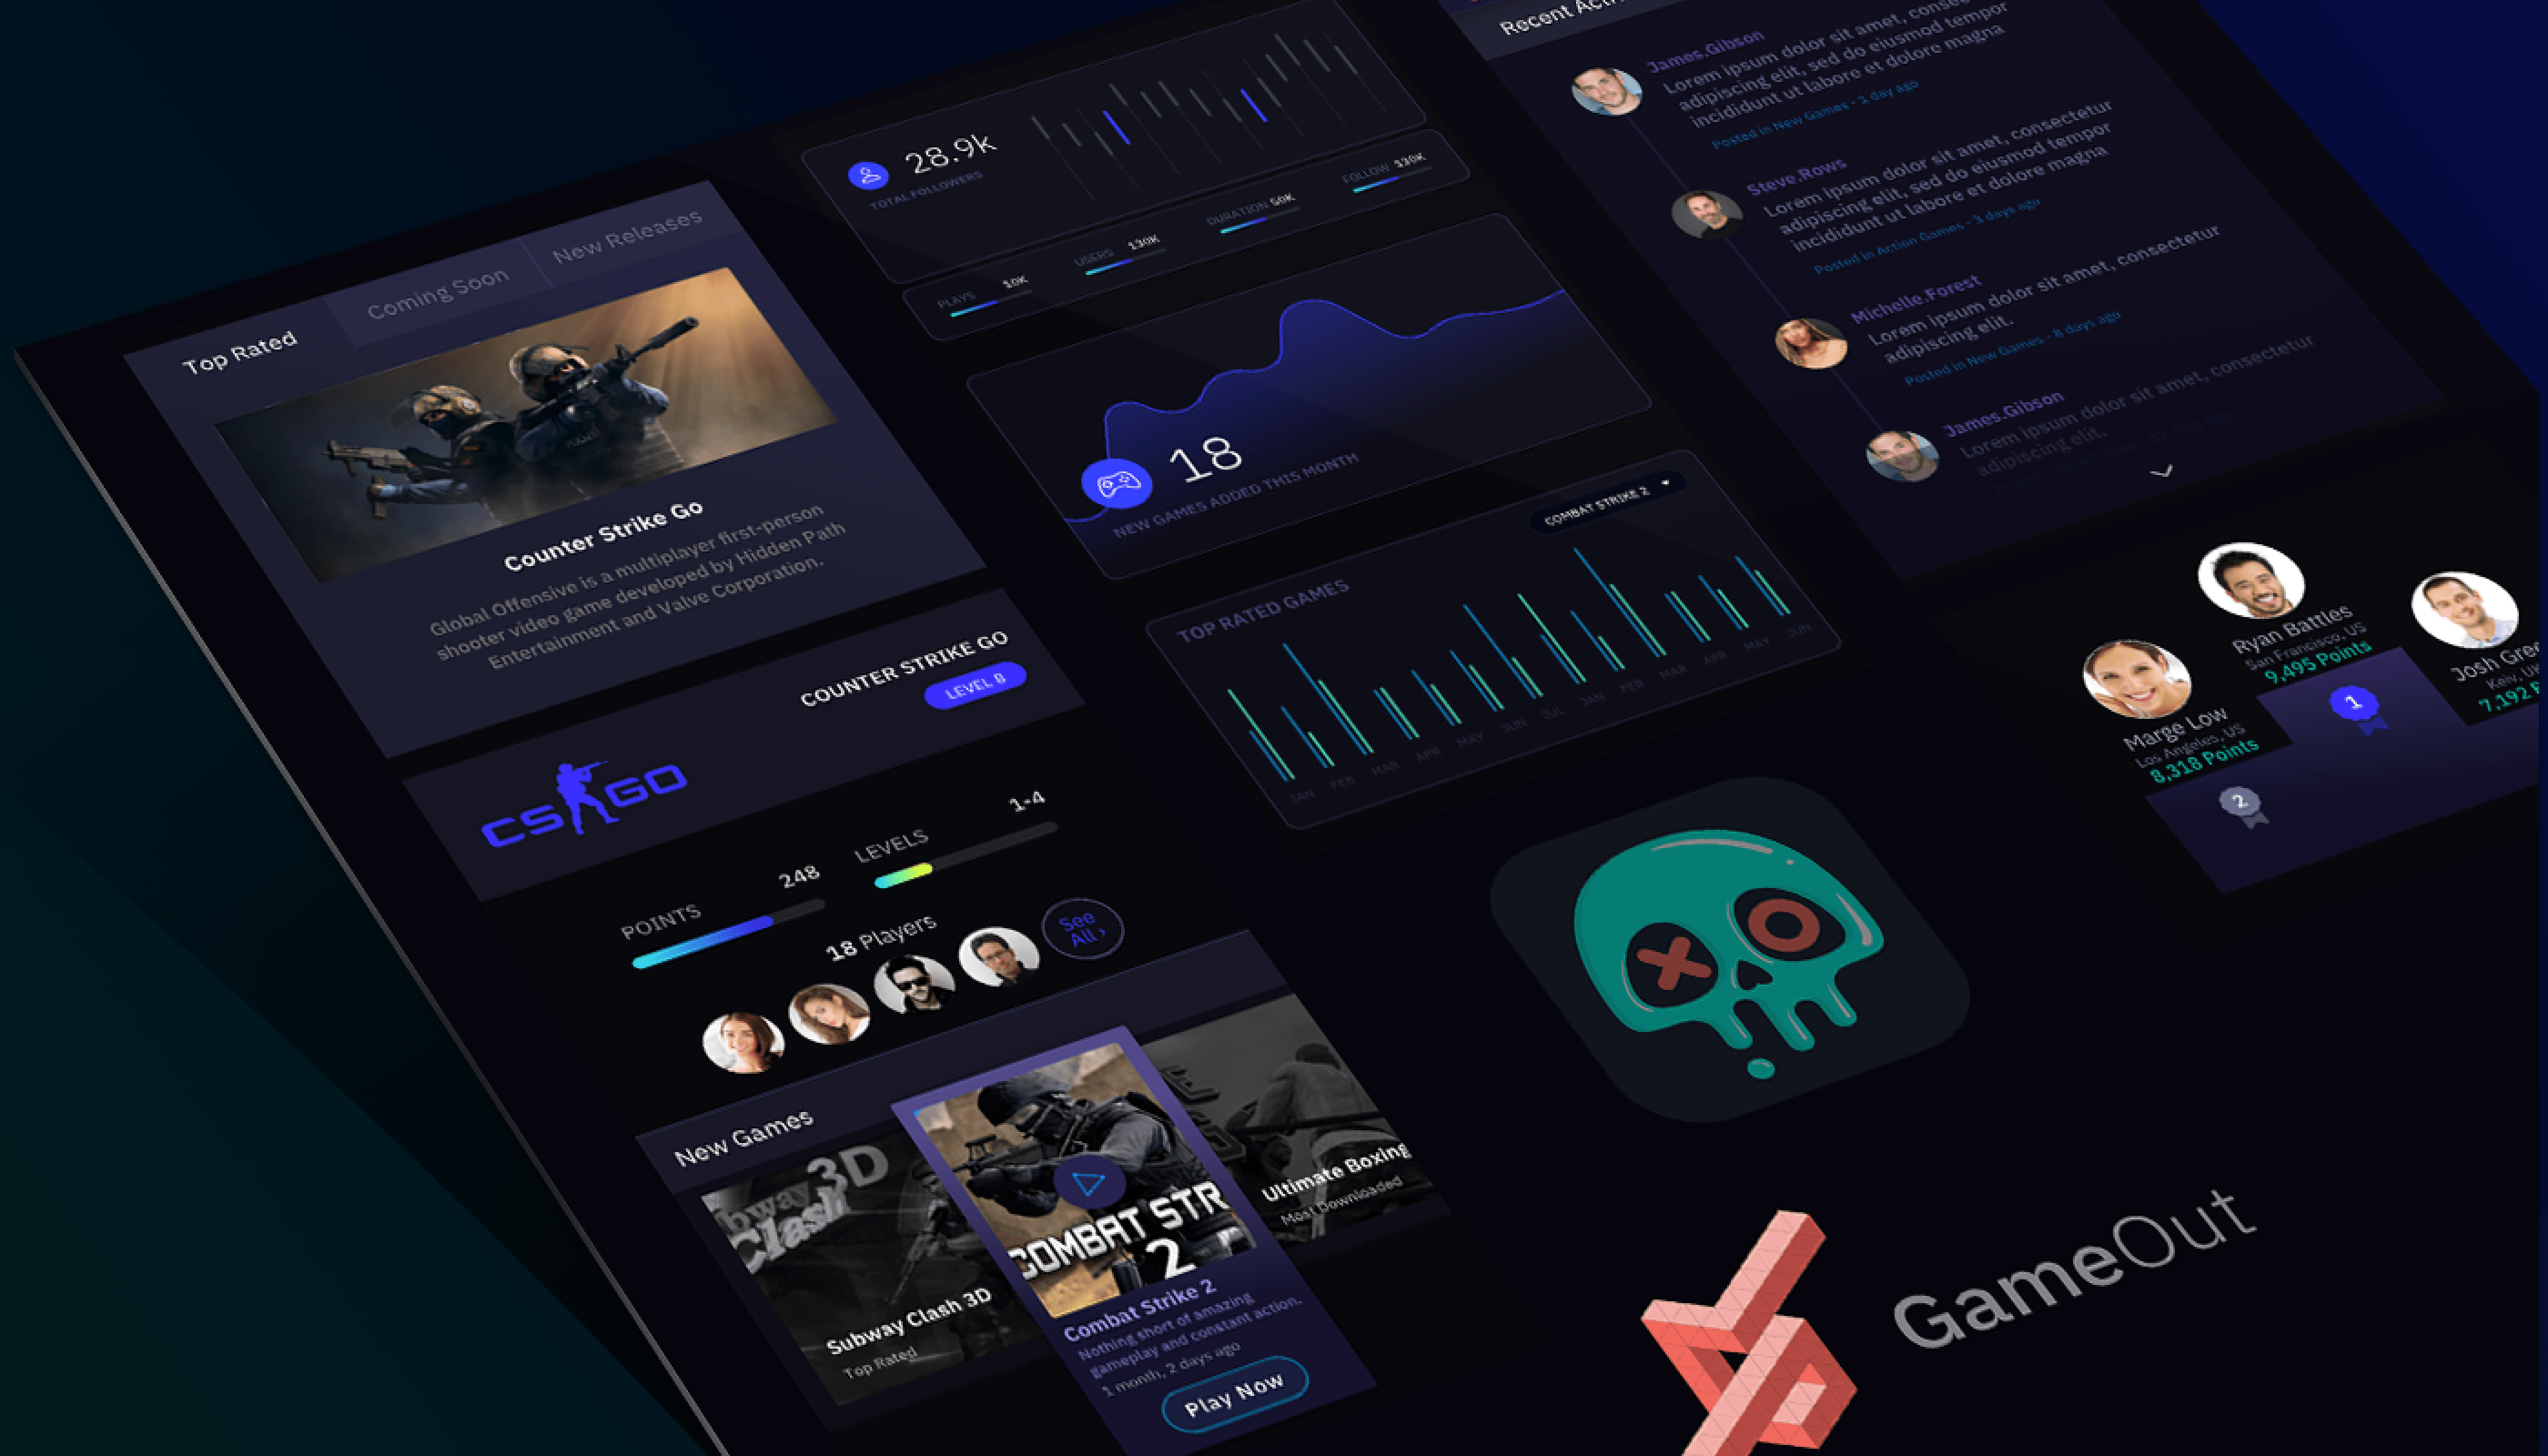 Top Rated
Coming Soon
New Releases
Counter Strike Go
Global Offensive is a multiplayer first-person
shooter video game developed by Hidden Path
Entertainment and Valve Corporation.
COUNTER STRIKE GO
LEVEL 8
CS GO
POINTS 248
LEVELS 1-4
18 Players
See
All ›
New Games
bway 3D
Clash
Subway Clash 3D
Top Rated
COMBAT STR
2
Combat Strike 2
Nothing short of amazing
gameplay and constant action.
1 month, 2 days ago
Play Now
Ultimate Boxing
Most Downloaded
28.9k
TOTAL FOLLOWERS
PLAYS 10K
USERS 130K
DURATION 50K
FOLLOW 120K
18
NEW GAMES ADDED THIS MONTH
COMBAT STRIKE 2
TOP RATED GAMES
JAN FEB MAR APR MAY JUN JUL JAN FEB MAR APR MAY JUN
Recent
James.Gibson
Lorem ipsum dolor sit amet,
adipiscing elit, sed do eiusmod tempor
incididunt ut labore et dolore magna
Posted in New Games - 1 day ago
Steve.Rows
Lorem ipsum dolor sit amet, consectetur
adipiscing elit, sed do eiusmod tempor
incididunt ut labore et dolore magna
Posted in Action Games - 3 days ago
Michelle.Forest
Lorem ipsum dolor sit amet, consectetur
adipiscing elit.
Posted in New Games - 8 days ago
James.Gibson
Lorem ipsum dolor sit amet, consectetur
adipiscing elit.
Ryan Battles
San Francisco, US
9,495 Points
1
Marge Low
Los Angeles, US
8,318 Points
2
Josh Gre
Keiv, U
7,192
GameOut